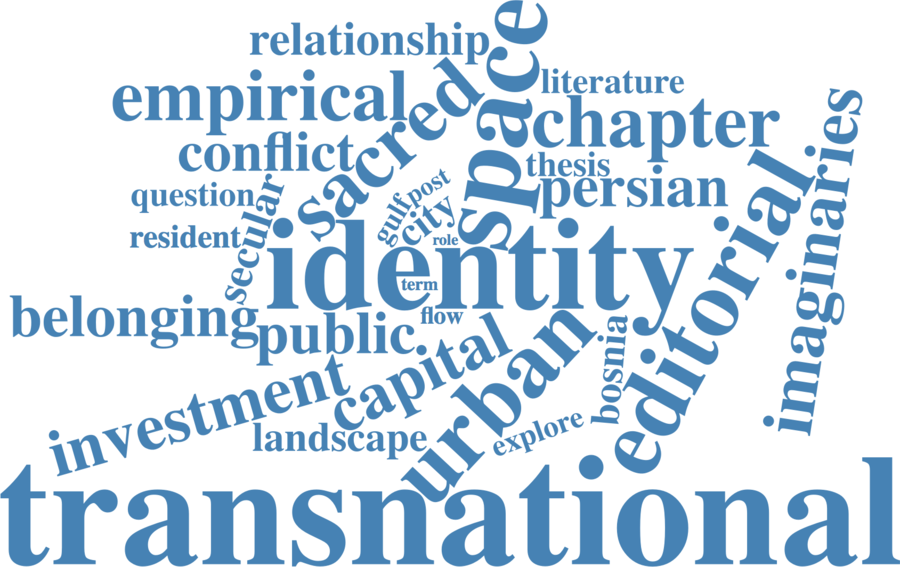 relationship
space
literature
empirical
sacred
chapter
imaginaries
conflict
thesis
persian
question
secular
post
gulf
city
resident
role
identity
editorial
term
belonging
flow
public
bosnia
capital
urban
investment
landscape
explore
transnational